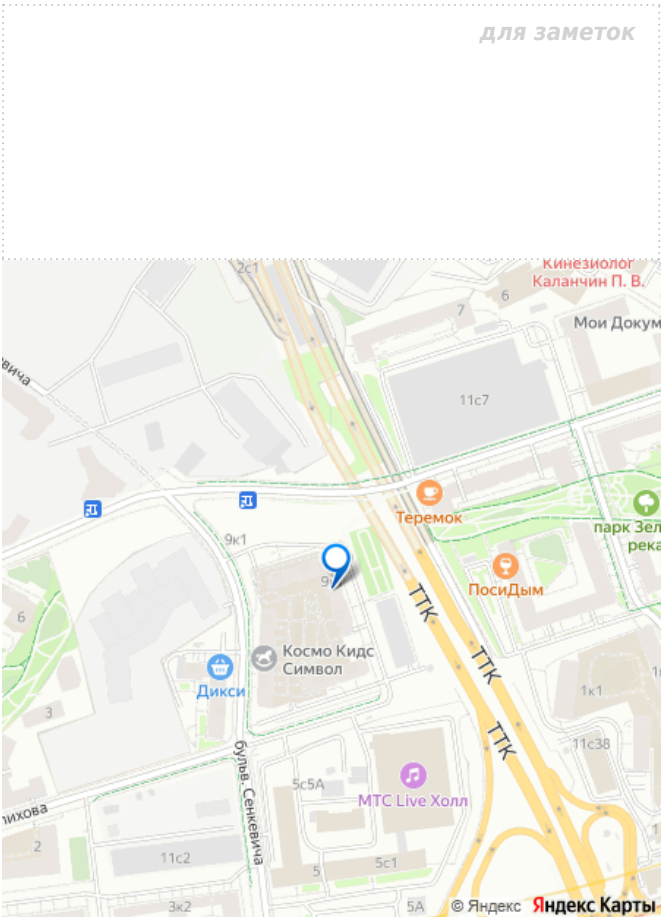 для заметок
2с1
Кинезиолог
Каланчин П. В.
6
7
Мои Докум
евича
11с7
Теремок
парк Зел
река
9к1
ПосиДым
ТТК
6
Космо Кидс
Символ
Дикси
ТТК
1к1
3
ТТК
11с38
бульв. Сенкевича
5с5А
МТС Live Холл
лихова
2
11с2
5
5с1
3к2
5А
© Яндекс Яндекс Карты